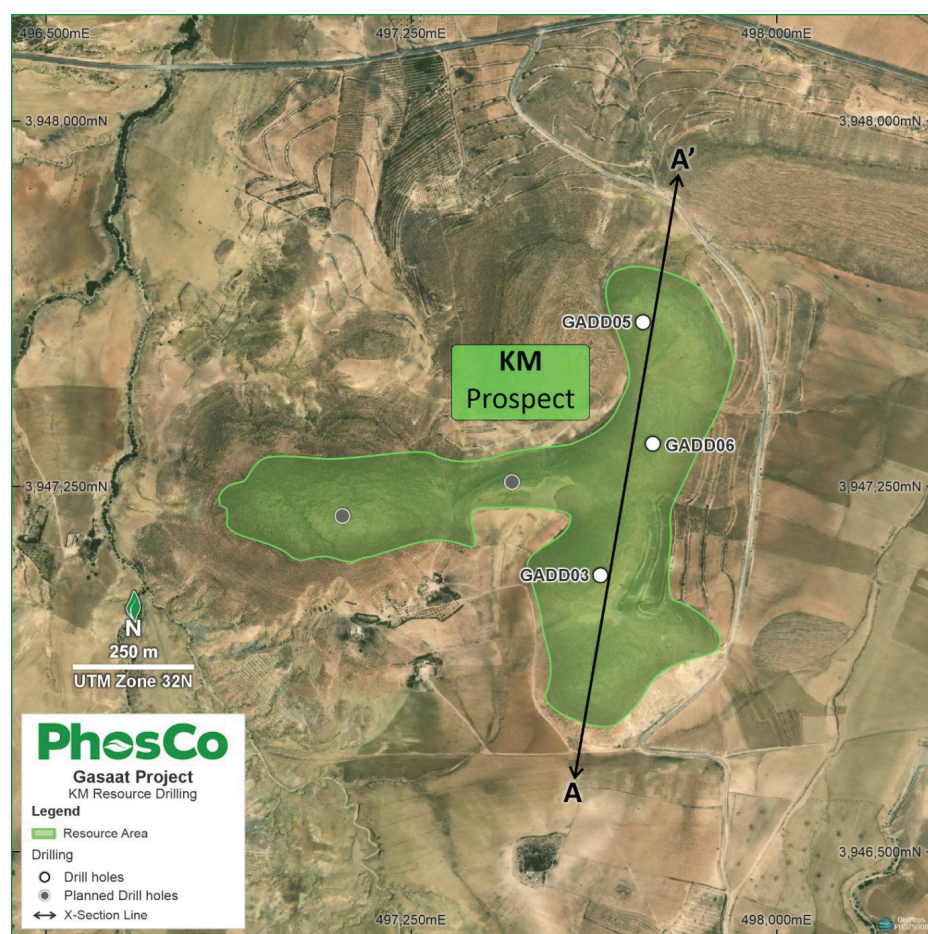 496,500mE
497,250mE
498,000mE
3,948,000mN
3,948,000mN
A'
GADD05
KM
Prospect
GADD06
3,947,250mN
3,947,250mN
GADD03
N
250 m
UTM Zone 32N
A
PhosCo
Gasaat Project
KM Resource Drilling
Legend
Resource Area
Drilling
Drill holes
Planned Drill holes
X-Section Line
3,946,500mN
497,250mE
498,000mE
DigiMaps